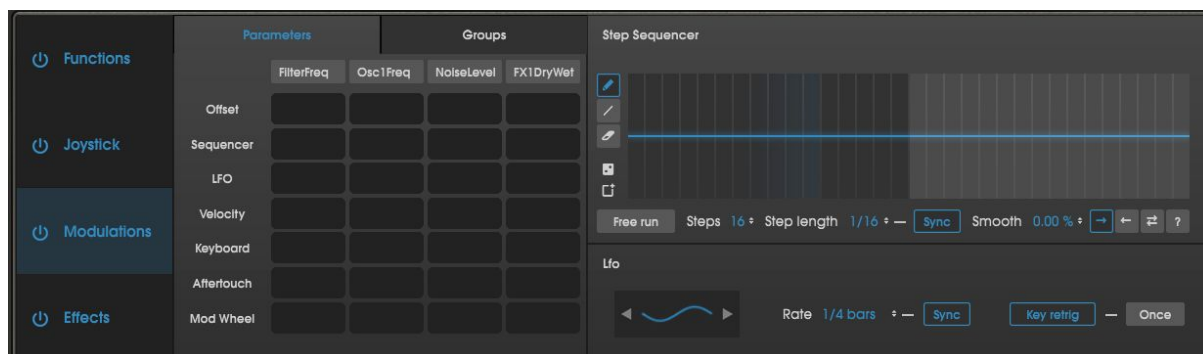 Functions
Joystick
Modulations
Effects
Parameters Groups
FilterFreq Osc1Freq NoiseLevel FX1DryWet
Offset
Sequencer
LFO
Velocity
Keyboard
Aftertouch
Mod Wheel
Step Sequencer
Free run Steps 16 Step length 1/16 Sync Smooth 0.00 % → ← ⇄ ?
Lfo
Rate 1/4 bars Sync Key retrig Once